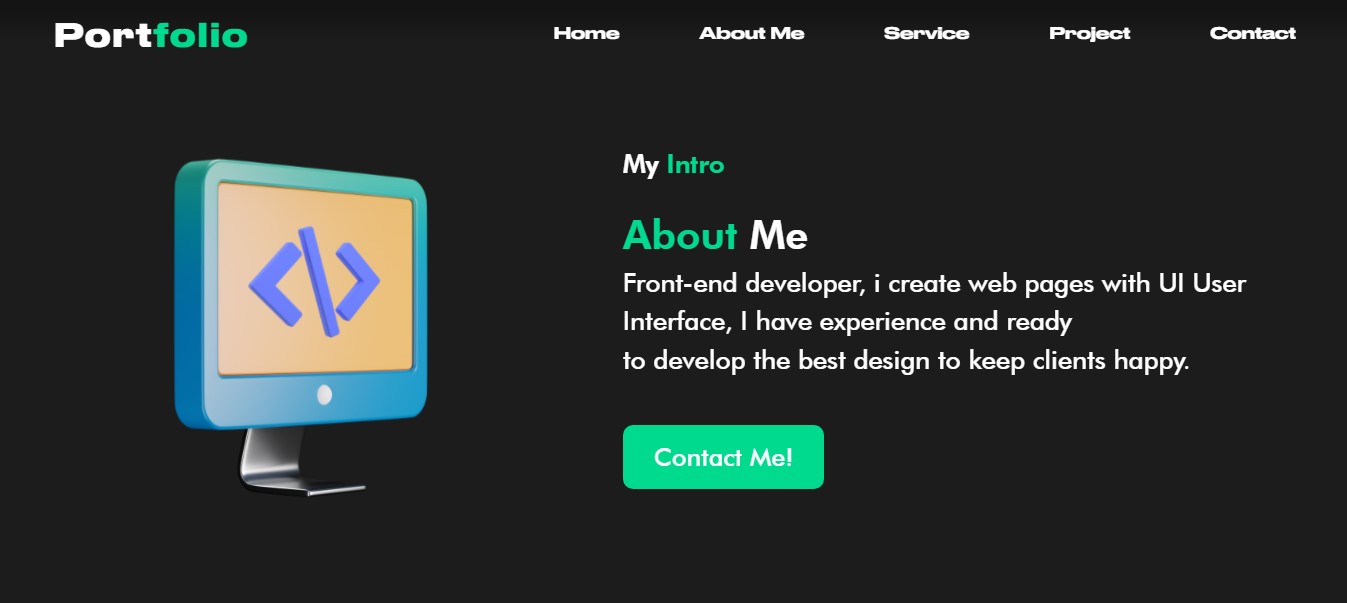 Portfolio
Home About Me Service Project Contact
My Intro
About Me
Front-end developer, i create web pages with UI User
Interface, I have experience and ready
to develop the best design to keep clients happy.
Contact Me!